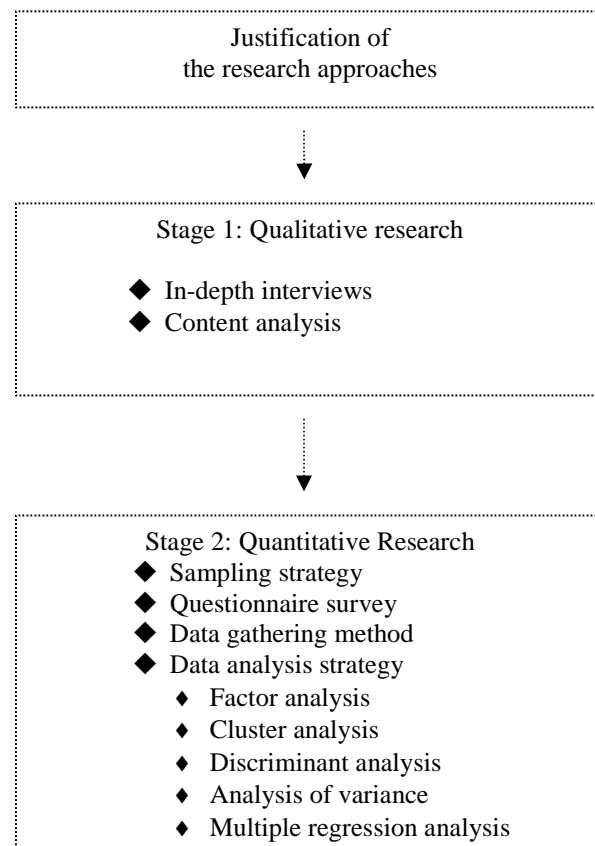 Justification of
the research approaches
Stage 1: Qualitative research
◆ In-depth interviews
◆ Content analysis
Stage 2: Quantitative Research
◆ Sampling strategy
◆ Questionnaire survey
◆ Data gathering method
◆ Data analysis strategy
♦ Factor analysis
♦ Cluster analysis
♦ Discriminant analysis
♦ Analysis of variance
♦ Multiple regression analysis